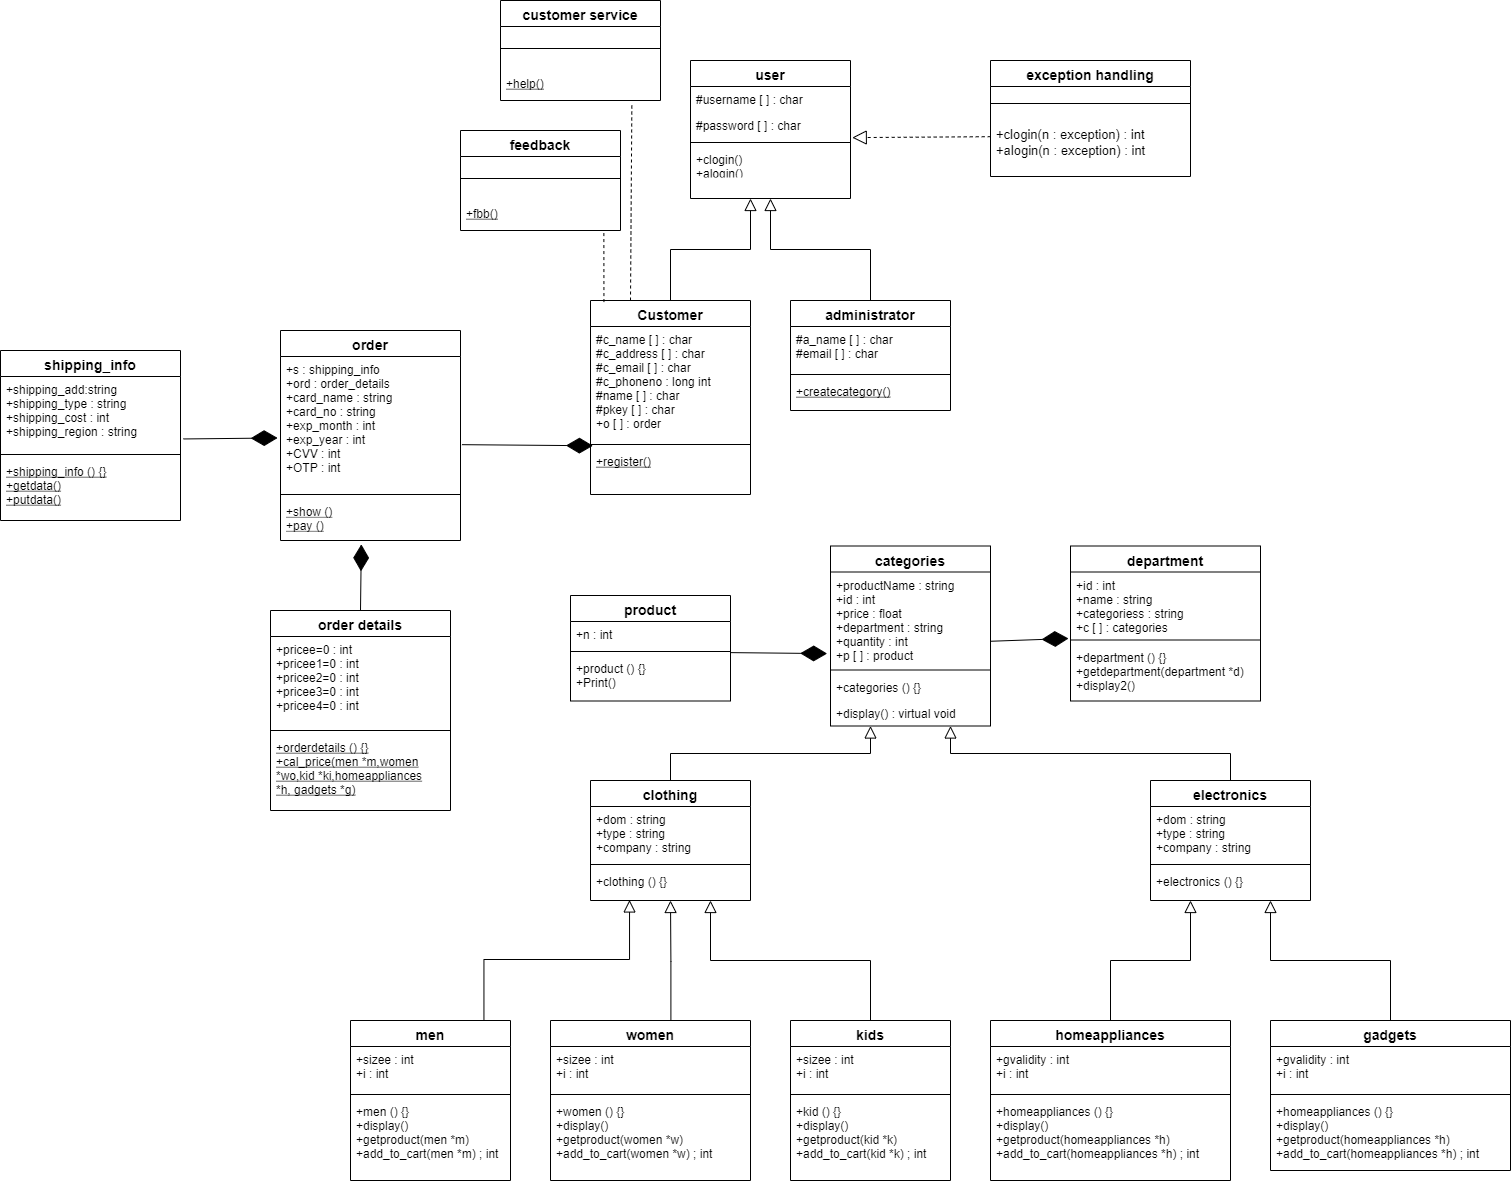 customer service
+help()
feedback
+fbb()
user
#username [ ] : char
#password [ ] : char
+clogin()
+alogin()
exception handling
+clogin(n : exception) : int
+alogin(n : exception) : int
Customer
#c_name [ ] : char
#c_address [ ] : char
#c_email [ ] : char
#c_phoneno : long int
#name [ ] : char
#pkey [ ] : char
+o [ ] : order
+register()
administrator
#a_name [ ] : char
#email [ ] : char
+createcategory()
order
+s : shipping_info
+ord : order_details
+card_name : string
+card_no : string
+exp_month : int
+exp_year : int
+CVV : int
+OTP : int
+show ()
+pay ()
shipping_info
+shipping_add:string
+shipping_type : string
+shipping_cost : int
+shipping_region : string
+shipping_info () {}
+getdata()
+putdata()
order details
+pricee=0 : int
+pricee1=0 : int
+pricee2=0 : int
+pricee3=0 : int
+pricee4=0 : int
+orderdetails () {}
+cal_price(men *m,women
*wo,kid *ki,homeappliances
*h, gadgets *g)
product
+n : int
+product () {}
+Print()
categories
+productName : string
+id : int
+price : float
+department : string
+quantity : int
+p [ ] : product
+categories () {}
+display() : virtual void
department
+id : int
+name : string
+categoriess : string
+c [ ] : categories
+department () {}
+getdepartment(department *d)
+display2()
clothing
+dom : string
+type : string
+company : string
+clothing () {}
electronics
+dom : string
+type : string
+company : string
+electronics () {}
men
+sizee : int
+i : int
+men () {}
+display()
+getproduct(men *m)
+add_to_cart(men *m) ; int
women
+sizee : int
+i : int
+women () {}
+display()
+getproduct(women *w)
+add_to_cart(women *w) ; int
kids
+sizee : int
+i : int
+kid () {}
+display()
+getproduct(kid *k)
+add_to_cart(kid *k) ; int
homeappliances
+gvalidity : int
+i : int
+homeappliances () {}
+display()
+getproduct(homeappliances *h)
+add_to_cart(homeappliances *h) ; int
gadgets
+gvalidity : int
+i : int
+homeappliances () {}
+display()
+getproduct(homeappliances *h)
+add_to_cart(homeappliances *h) ; int